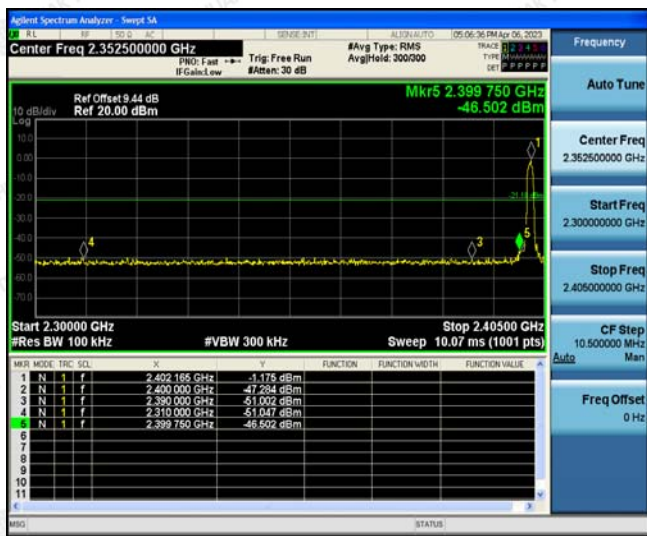 Agilent Spectrum Analyzer - Swept SA
RL RF 50 Ω AC SENSE:INT ALIGN AUTO 05:06:36 PM Apr 06, 2023
Center Freq 2.352500000 GHz
PNO: Fast
IFGain:Low
Trig: Free Run
#Atten: 30 dB
#Avg Type: RMS
Avg|Hold: 300/300
TRACE 1 2 3 4 5 6
TYPE
DET P P P P P P
Frequency
Auto Tune
Center Freq
2.352500000 GHz
Start Freq
2.300000000 GHz
Stop Freq
2.405000000 GHz
CF Step
10.500000 MHz
Auto Man
Freq Offset
0 Hz
Mkr5 2.399 750 GHz
-46.502 dBm
Ref Offset 9.44 dB
Ref 20.00 dBm
10 dB/div
Log
10.0
0.00
-10.0
-20.0
-30.0
-40.0
-50.0
-60.0
-70.0
1
3
4
5
Start 2.30000 GHz Stop 2.40500 GHz
#Res BW 100 kHz #VBW 300 kHz Sweep 10.07 ms (1001 pts)
MKR MODE TRC SCL X Y FUNCTION FUNCTION WIDTH FUNCTION VALUE
1 N 1 f 2.402 165 GHz -1.175 dBm
2 N 1 f 2.400 000 GHz -47.284 dBm
3 N 1 f 2.390 000 GHz -51.002 dBm
4 N 1 f 2.310 000 GHz -51.047 dBm
5 N 1 f 2.399 750 GHz -46.502 dBm
6
7
8
9
10
11
MSG STATUS